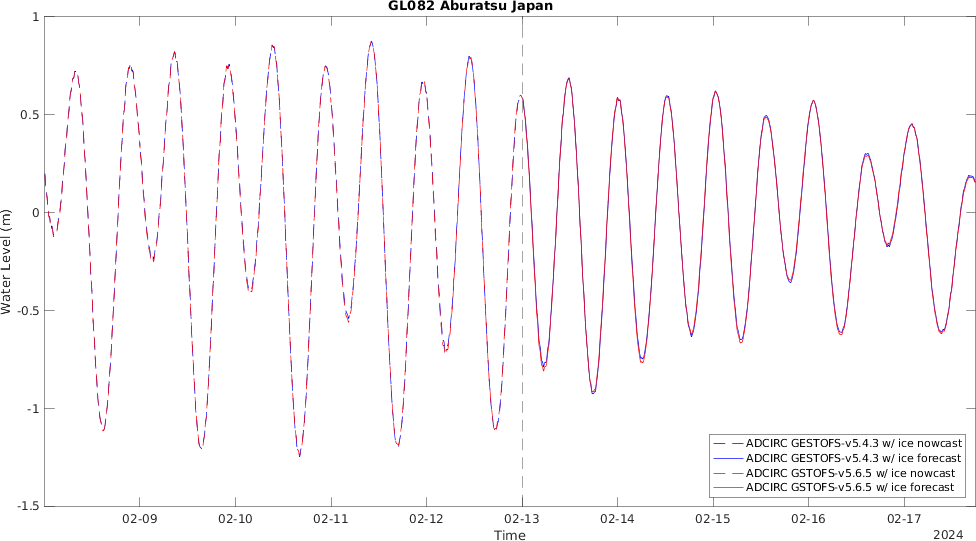 GL082 Aburatsu Japan
1
0.5
0
-0.5
-1
-1.5
Water Level (m)
02-09 02-10 02-11 02-12 02-13 02-14 02-15 02-16 02-17
Time
2024
ADCIRC GESTOFS-v5.4.3 w/ ice nowcast
ADCIRC GESTOFS-v5.4.3 w/ ice forecast
ADCIRC GSTOFS-v5.6.5 w/ ice nowcast
ADCIRC GSTOFS-v5.6.5 w/ ice forecast